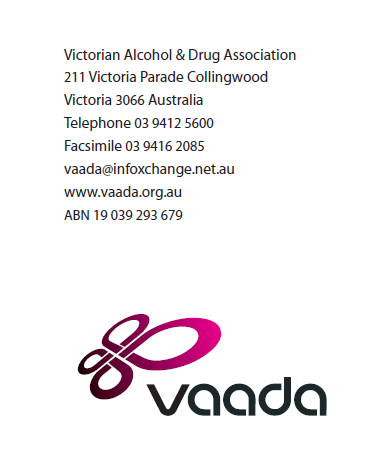 Victorian Alcohol & Drug Association
211 Victoria Parade Collingwood
Victoria 3066 Australia
Telephone 03 9412 5600
Facsimile 03 9416 2085
vaada@infoxchange.net.au
www.vaada.org.au
ABN 19 039 293 679
vaada